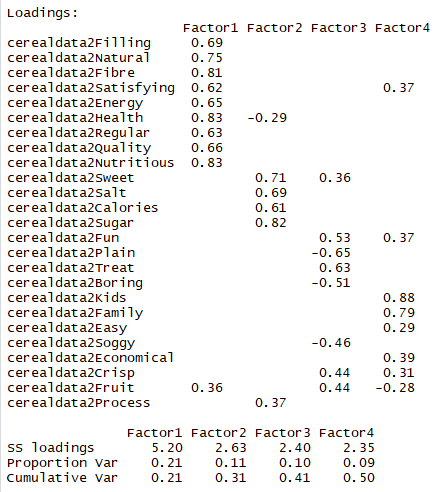 Loadings:
                       Factor1 Factor2 Factor3 Factor4
cerealdata2Filling      0.69
cerealdata2Natural      0.75
cerealdata2Fibre        0.81
cerealdata2Satisfying   0.62                    0.37
cerealdata2Energy       0.65
cerealdata2Health       0.83   -0.29
cerealdata2Regular      0.63
cerealdata2Quality      0.66
cerealdata2Nutritious   0.83
cerealdata2Sweet                0.71    0.36
cerealdata2Salt                 0.69
cerealdata2Calories             0.61
cerealdata2Sugar                0.82
cerealdata2Fun                          0.53    0.37
cerealdata2Plain                       -0.65
cerealdata2Treat                        0.63
cerealdata2Boring                      -0.51
cerealdata2Kids                                 0.88
cerealdata2Family                               0.79
cerealdata2Easy                                 0.29
cerealdata2Soggy                       -0.46
cerealdata2Economical                           0.39
cerealdata2Crisp                        0.44    0.31
cerealdata2Fruit        0.36            0.44   -0.28
cerealdata2Process              0.37
               Factor1 Factor2 Factor3 Factor4
SS loadings       5.20    2.63    2.40    2.35
Proportion Var    0.21    0.11    0.10    0.09
Cumulative Var    0.21    0.31    0.41    0.50